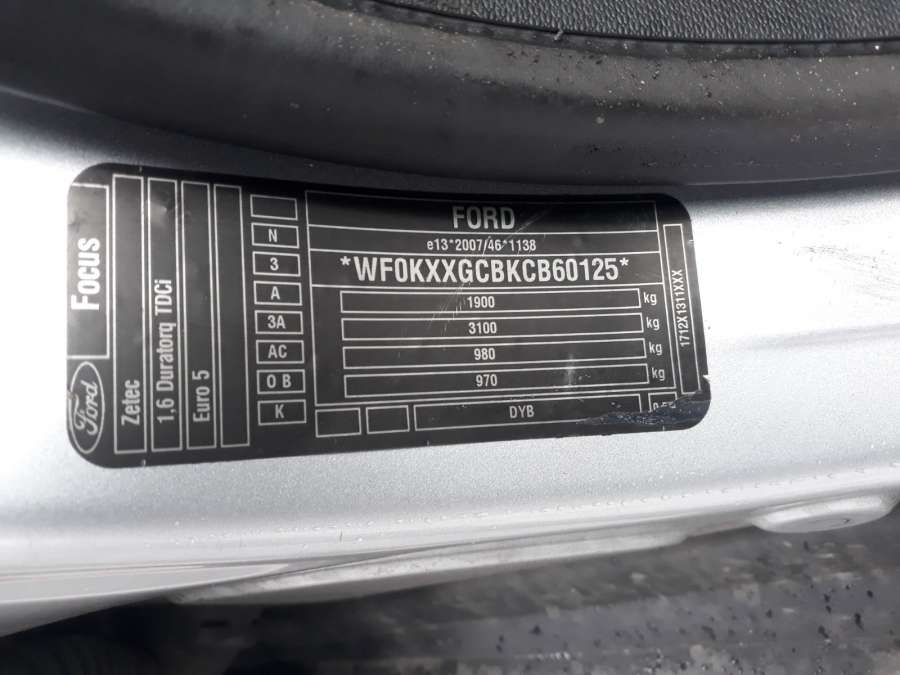 FOCUS
Ford
Zetec
1,6 Duratorq TDCi
Euro 5
N
3
A
3A
AC
0 B
K
FORD
e13*2007/46*1138
*WF0KXXGCBKCB60125*
1900 kg
3100 kg
980 kg
970 kg
DYB
1712X1311XXX